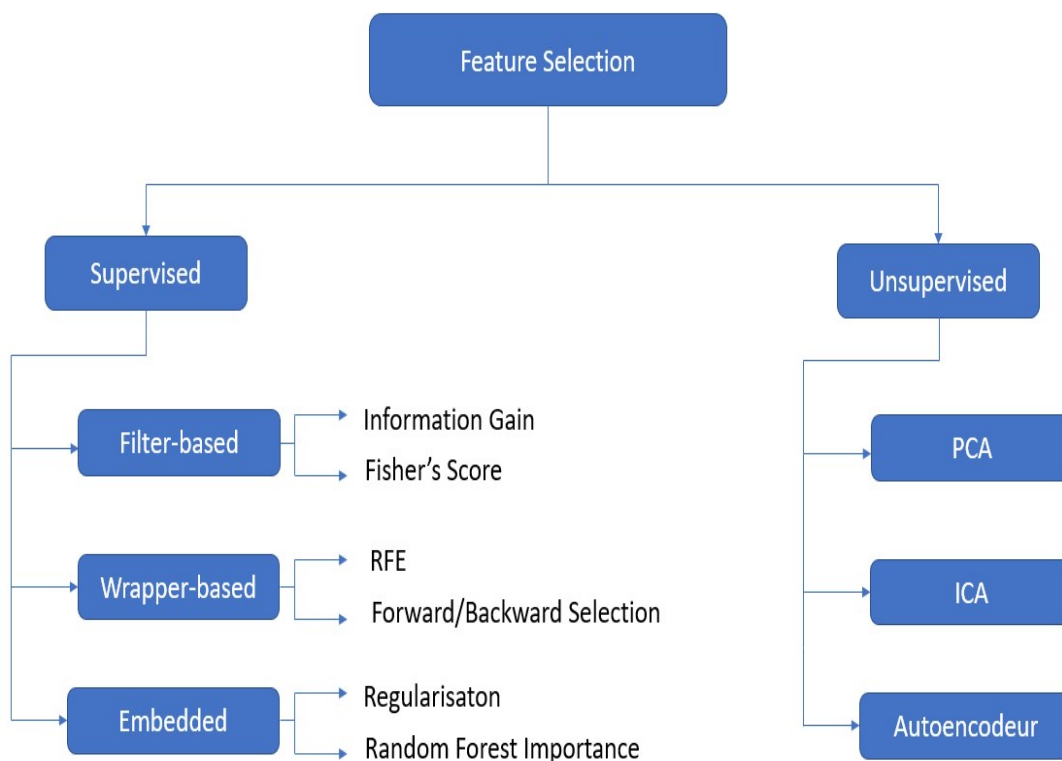 Feature Selection
Supervised
Unsupervised
Filter-based
Information Gain
Fisher's Score
Wrapper-based
RFE
Forward/Backward Selection
Embedded
Regularisaton
Random Forest Importance
PCA
ICA
Autoencodeur